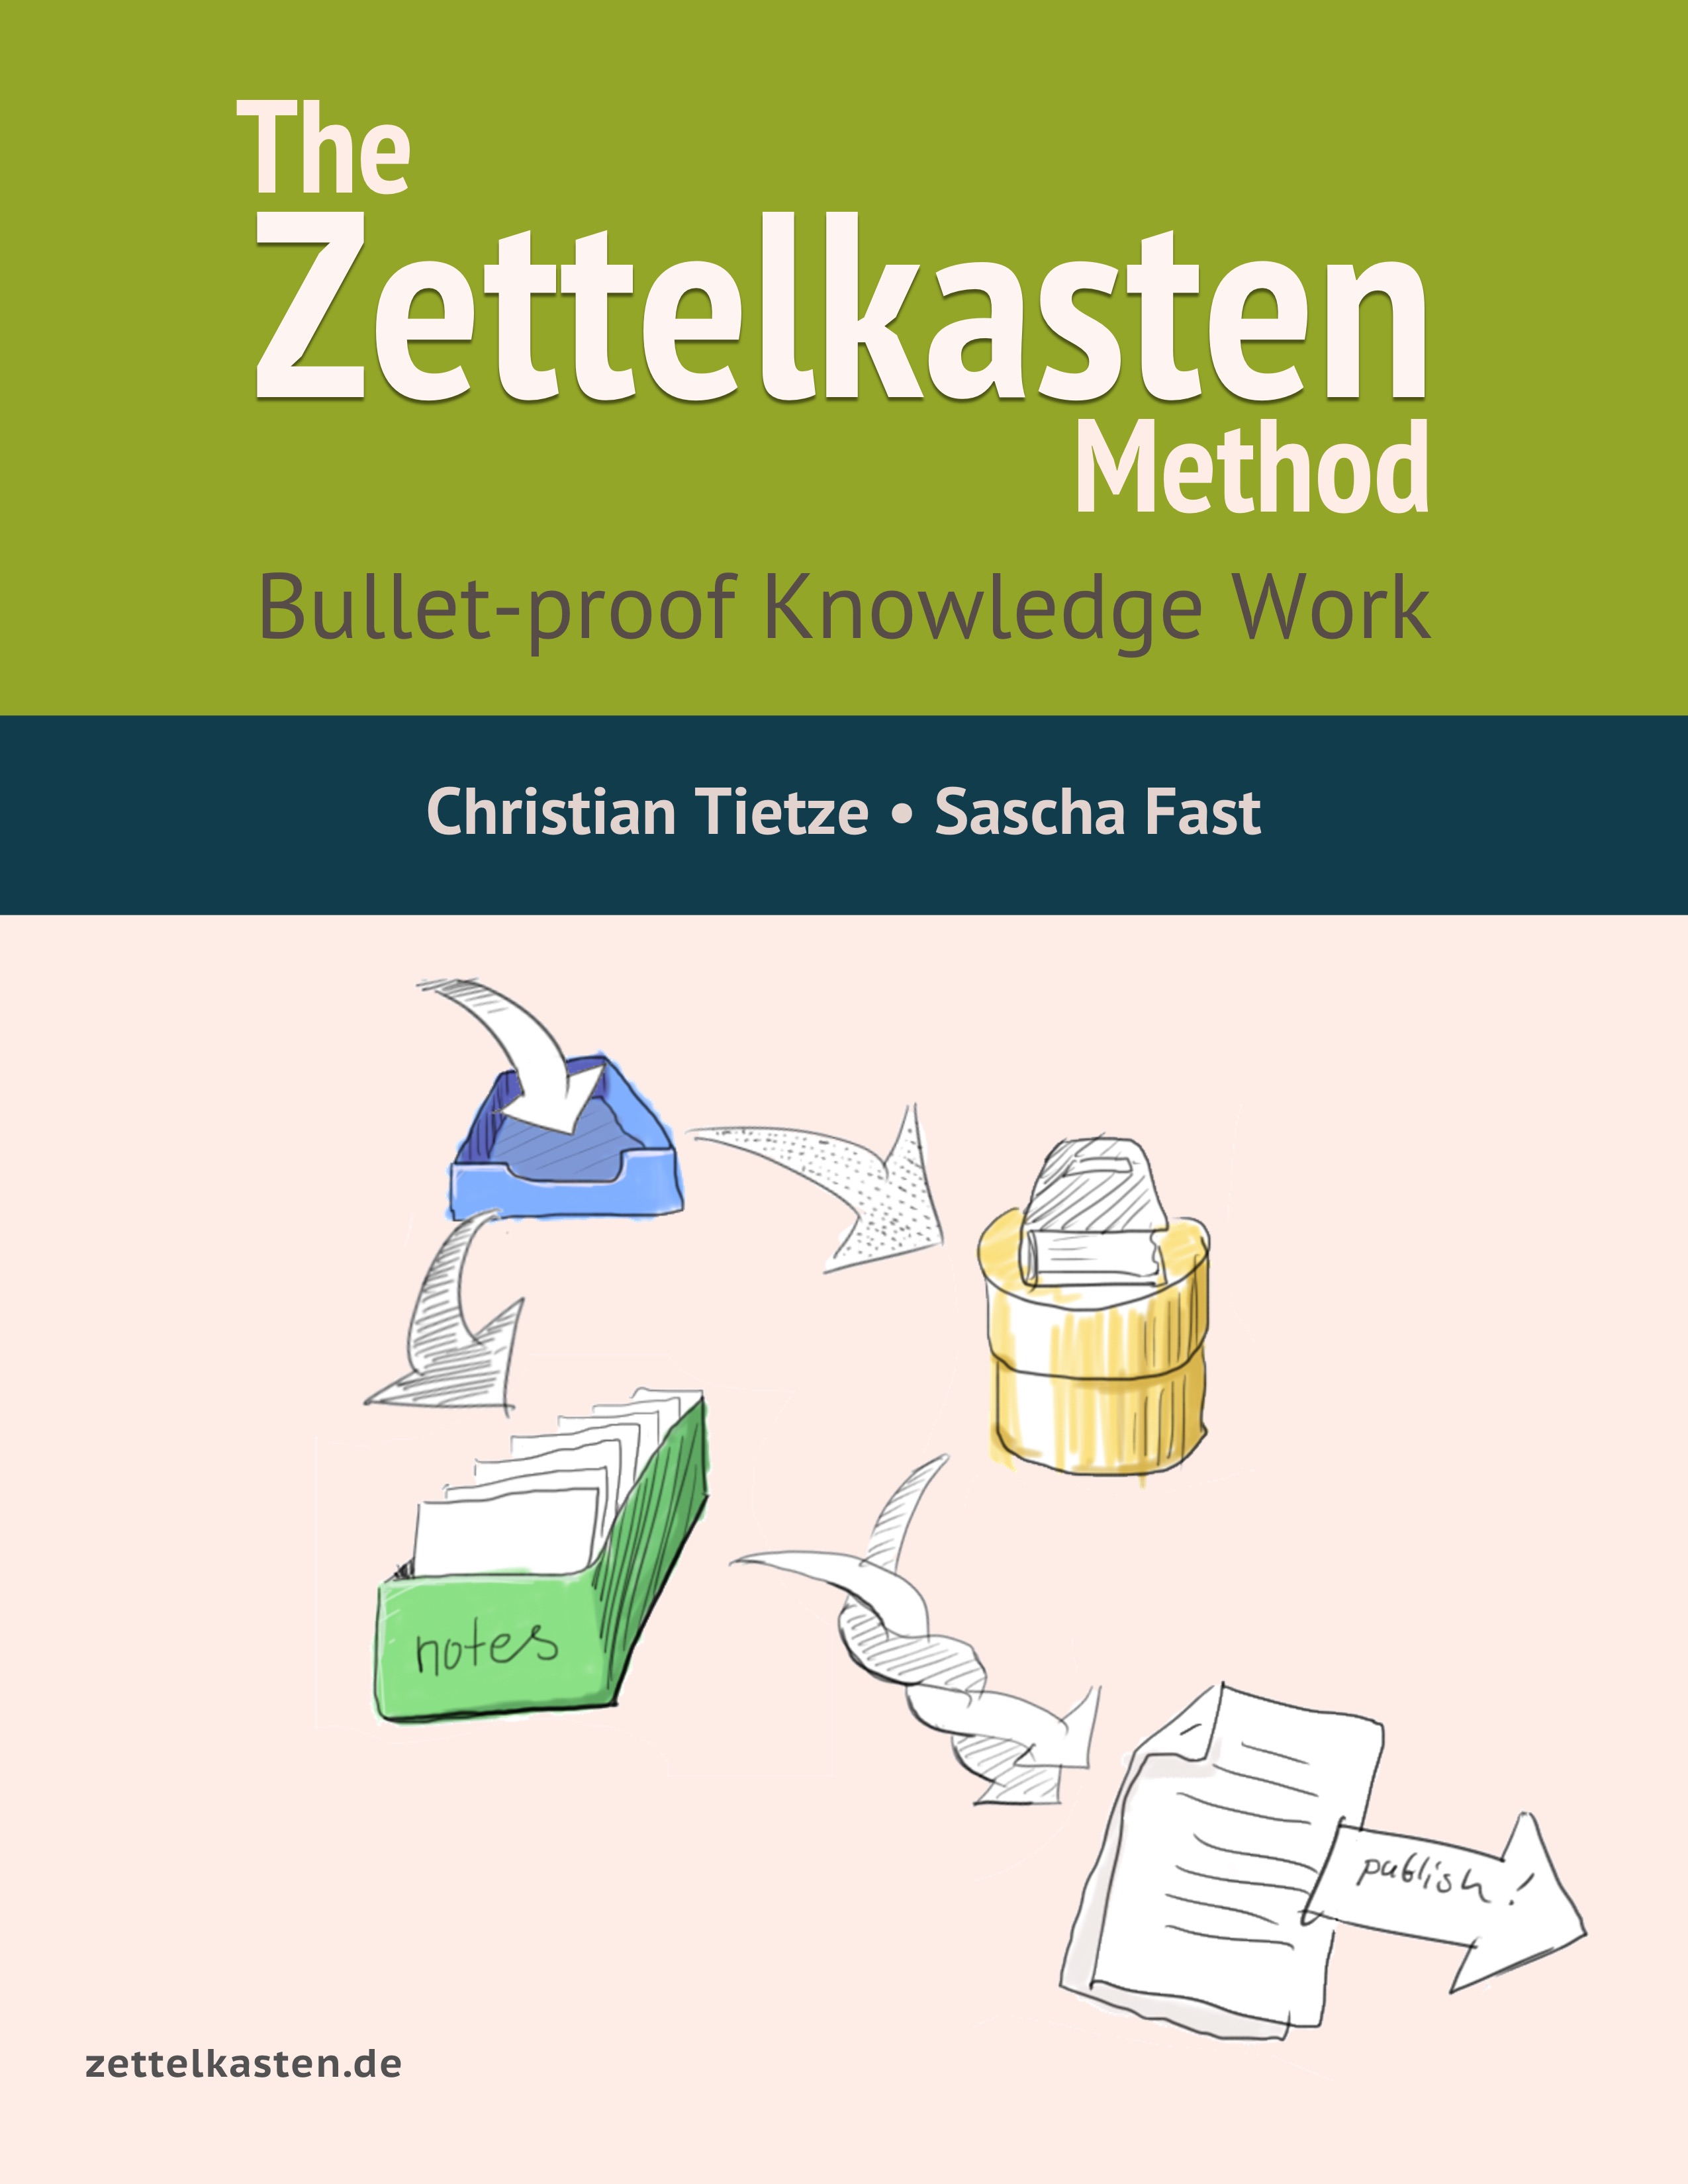 The
Zettelkasten
Method
Bullet-proof Knowledge Work
Christian Tietze • Sascha Fast
notes
publish!
zettelkasten.de